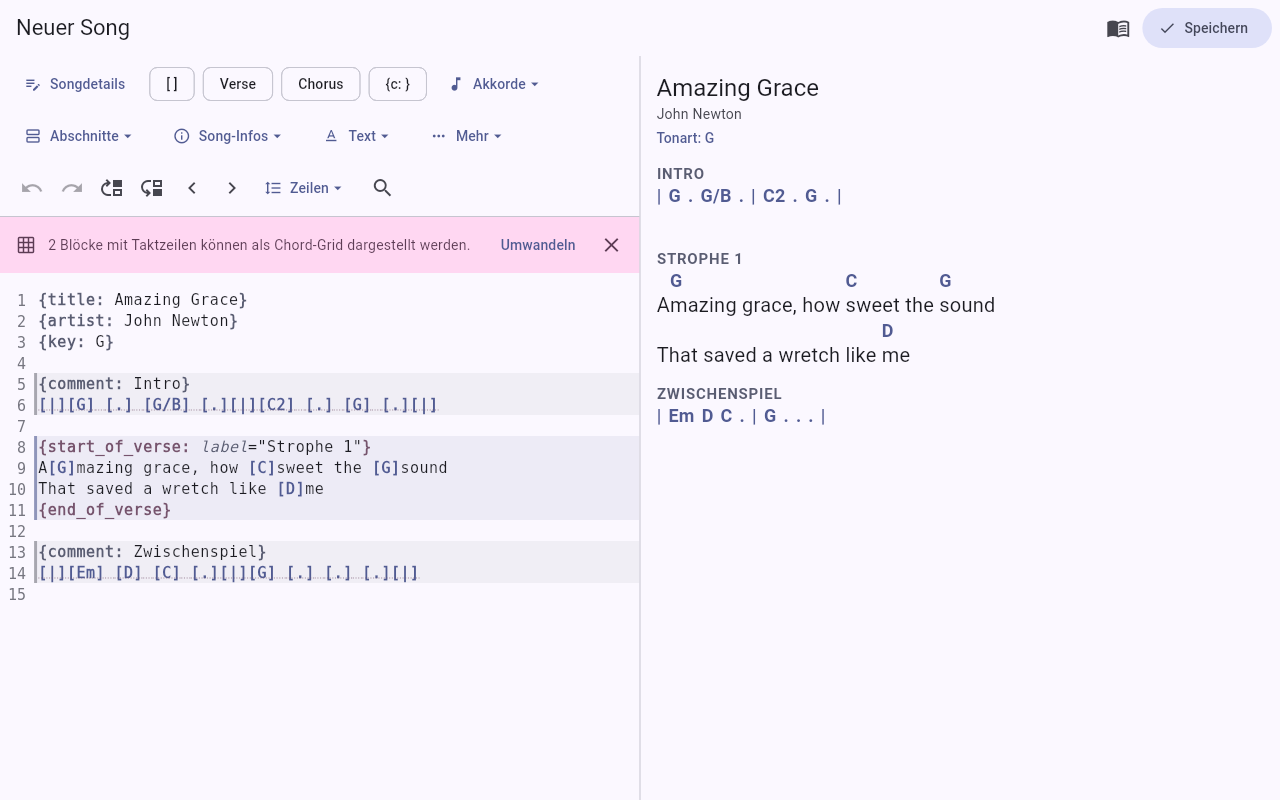 Neuer Song
Speichern
Songdetails
[ ]
Verse
Chorus
{c: }
Akkorde
Abschnitte
Song-Infos
Text
Mehr
Zeilen
2 Blöcke mit Taktzeilen können als Chord-Grid dargestellt werden.
Umwandeln
1 {title: Amazing Grace}
2 {artist: John Newton}
3 {key: G}
4
5 {comment: Intro}
6 [|][G] [.] [G/B] [.][|][C2] [.] [G] [.][|]
7
8 {start_of_verse: label="Strophe 1"}
9 A[G]mazing grace, how [C]sweet the [G]sound
10 That saved a wretch like [D]me
11 {end_of_verse}
12
13 {comment: Zwischenspiel}
14 [|][Em] [D] [C] [.][|][G] [.] [.] [.][|]
15
Amazing Grace
John Newton
Tonart: G
INTRO
| G . G/B . | C2 . G . |
STROPHE 1
G C G
Amazing grace, how sweet the sound
D
That saved a wretch like me
ZWISCHENSPIEL
| Em D C . | G . . . |